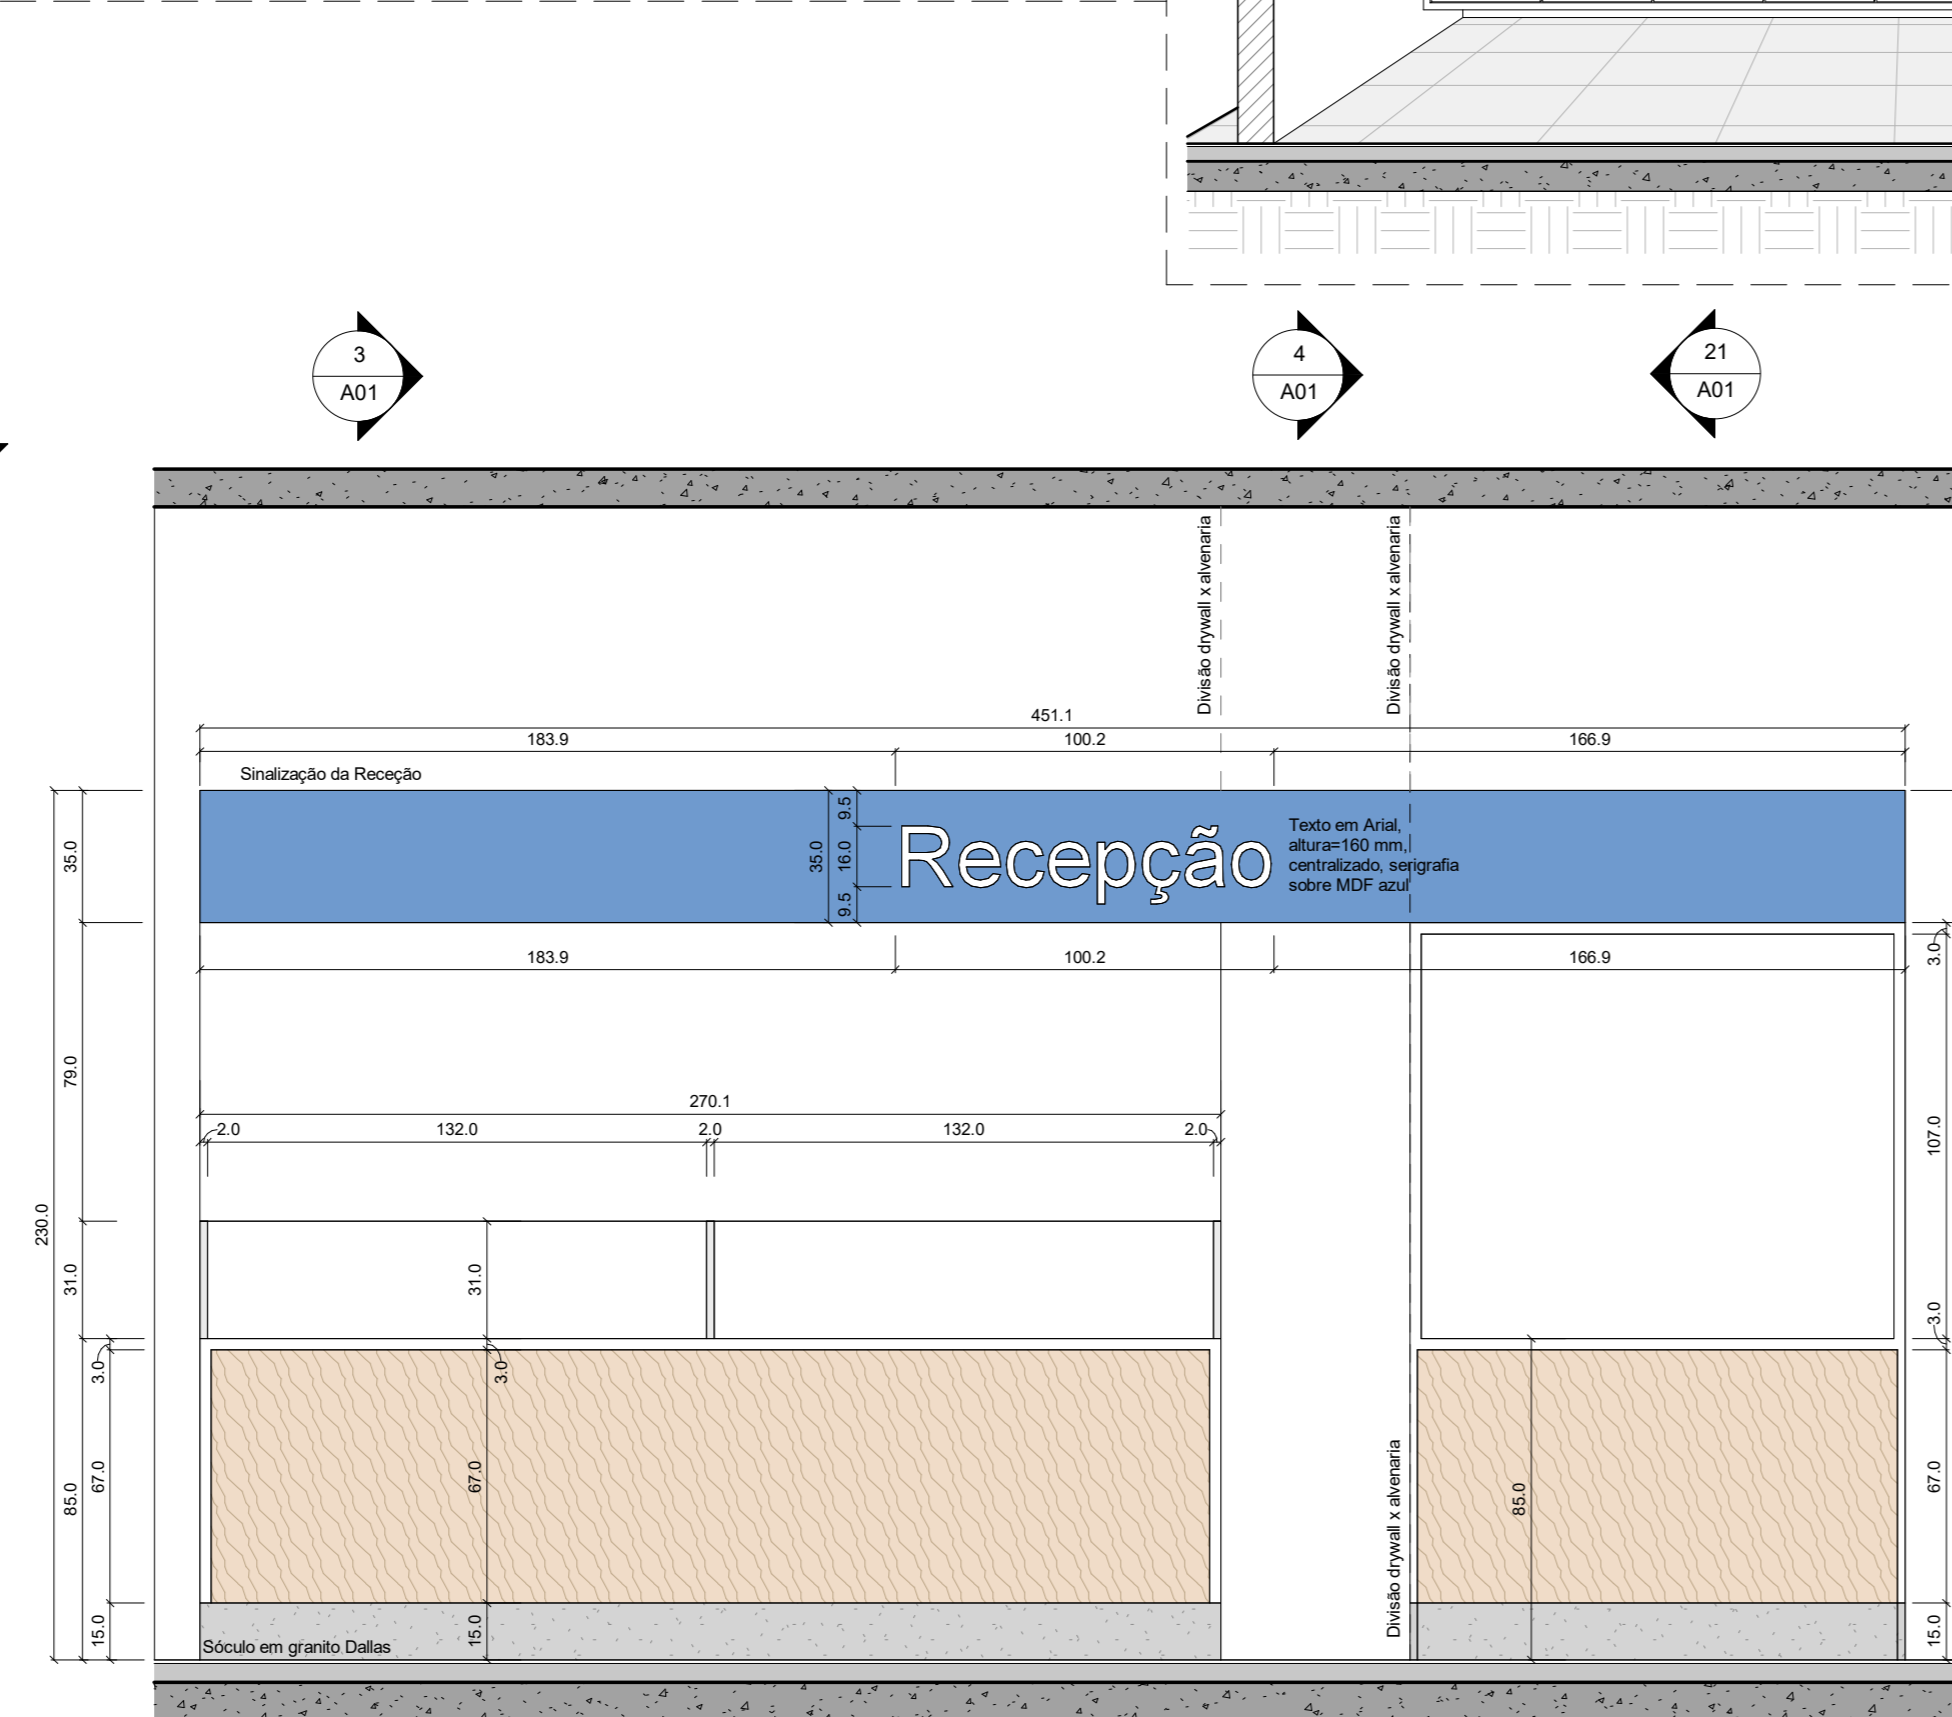 3
A01
4
A01
21
A01
Divisão drywall x alvenaria
Divisão drywall x alvenaria
451.1
183.9
100.2
166.9
Sinalização da Receção
35.0
35.0
9.5
16.0
9.5
Recepção
Texto em Arial,
altura=160 mm,
centralizado, serigrafia
sobre MDF azul
183.9
100.2
166.9
3.0
79.0
270.1
2.0
132.0
2.0
132.0
2.0
107.0
230.0
31.0
31.0
3.0
3.0
3.0
85.0
67.0
67.0
85.0
67.0
Divisão drywall x alvenaria
15.0
Sóculo em granito Dallas
15.0
15.0